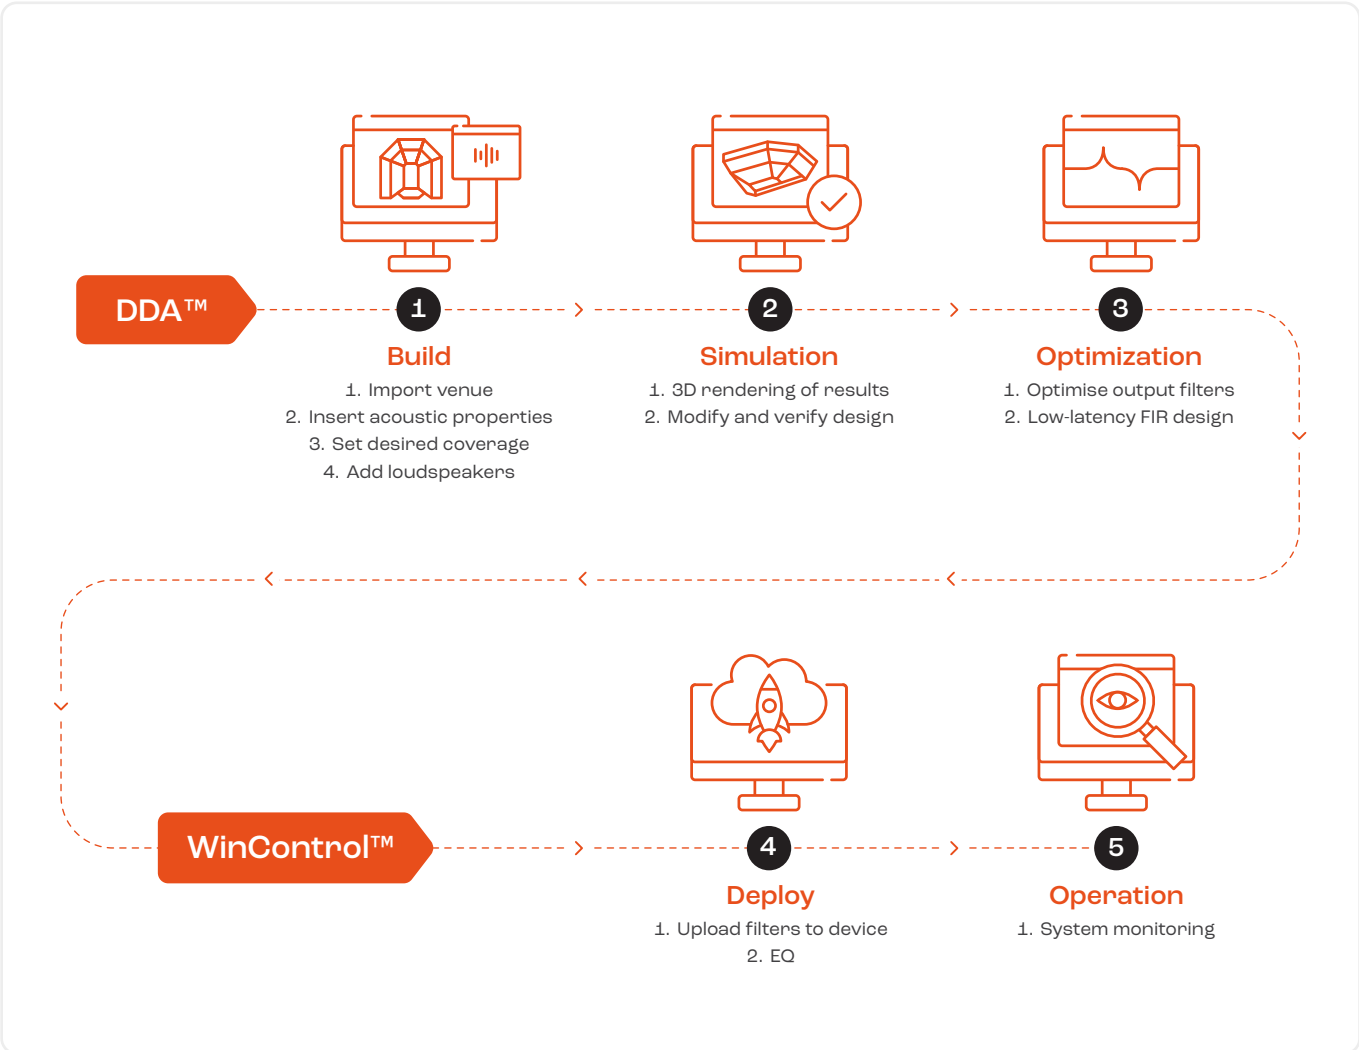 DDA™
1
2
3
Build
Simulation
Optimization
1. Import venue
2. Insert acoustic properties
3. Set desired coverage
4. Add loudspeakers
1. 3D rendering of results
2. Modify and verify design
1. Optimise output filters
2. Low-latency FIR design
WinControl™
4
5
Deploy
Operation
1. Upload filters to device
2. EQ
1. System monitoring